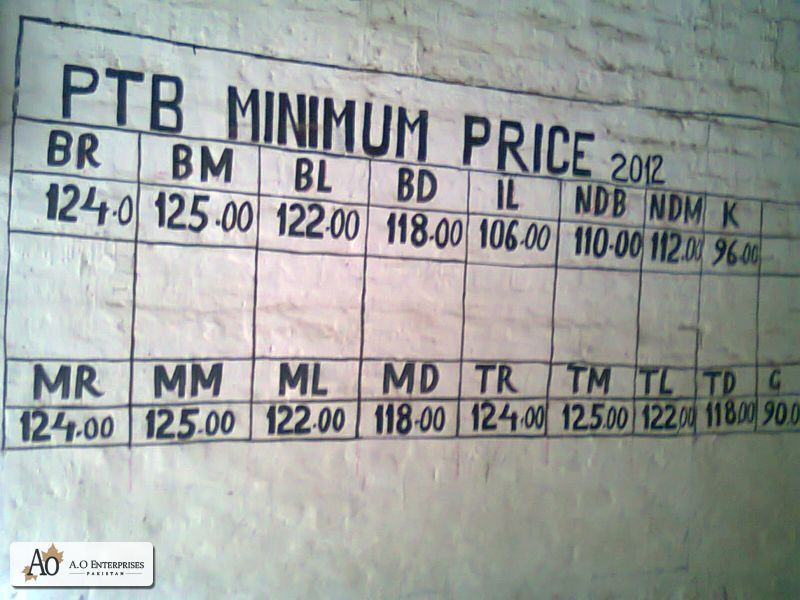 PTB MINIMUM PRICE 2012
BR BM BL BD IL NDB NDM K
124.0 125.00 122.00 118.00 106.00 110.00 112.00 96.00
MR MM ML MD TR TM TL TD G
124.00 125.00 122.00 118.00 124.00 125.00 122.00 118.00 90.0
AO A.O ENTERPRISES
PAKISTAN